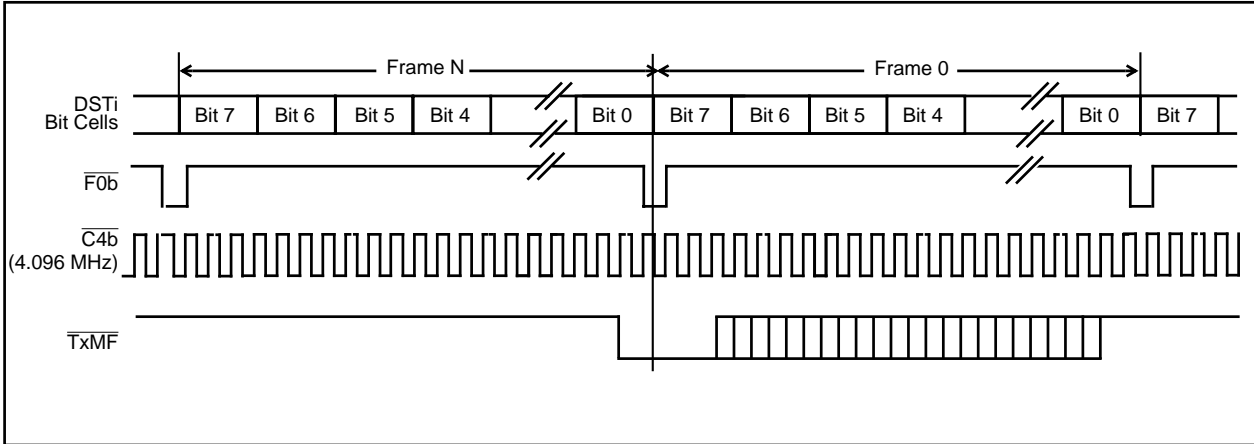 Frame N
Frame 0
DSTi
Bit Cells
Bit 7
Bit 6
Bit 5
Bit 4
Bit 0
Bit 7
Bit 6
Bit 5
Bit 4
Bit 0
Bit 7
F0b
C4b
(4.096 MHz)
TxMF